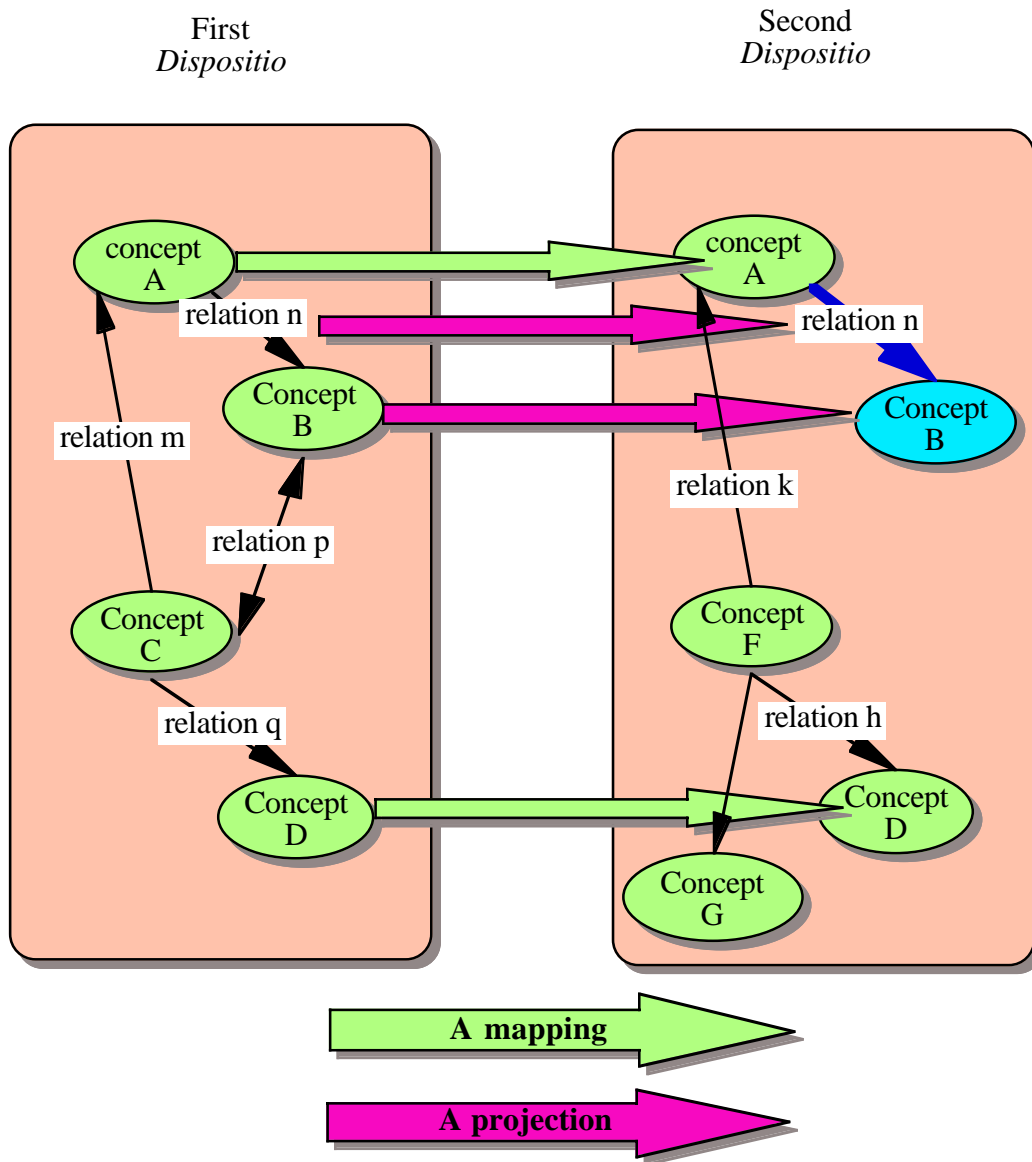 First
Dispositio
Second
Dispositio
concept
A
concept
A
relation n
relation n
Concept
B
Concept
B
relation m
relation k
relation p
Concept
C
Concept
F
relation q
relation h
Concept
D
Concept
D
Concept
G
A mapping
A projection